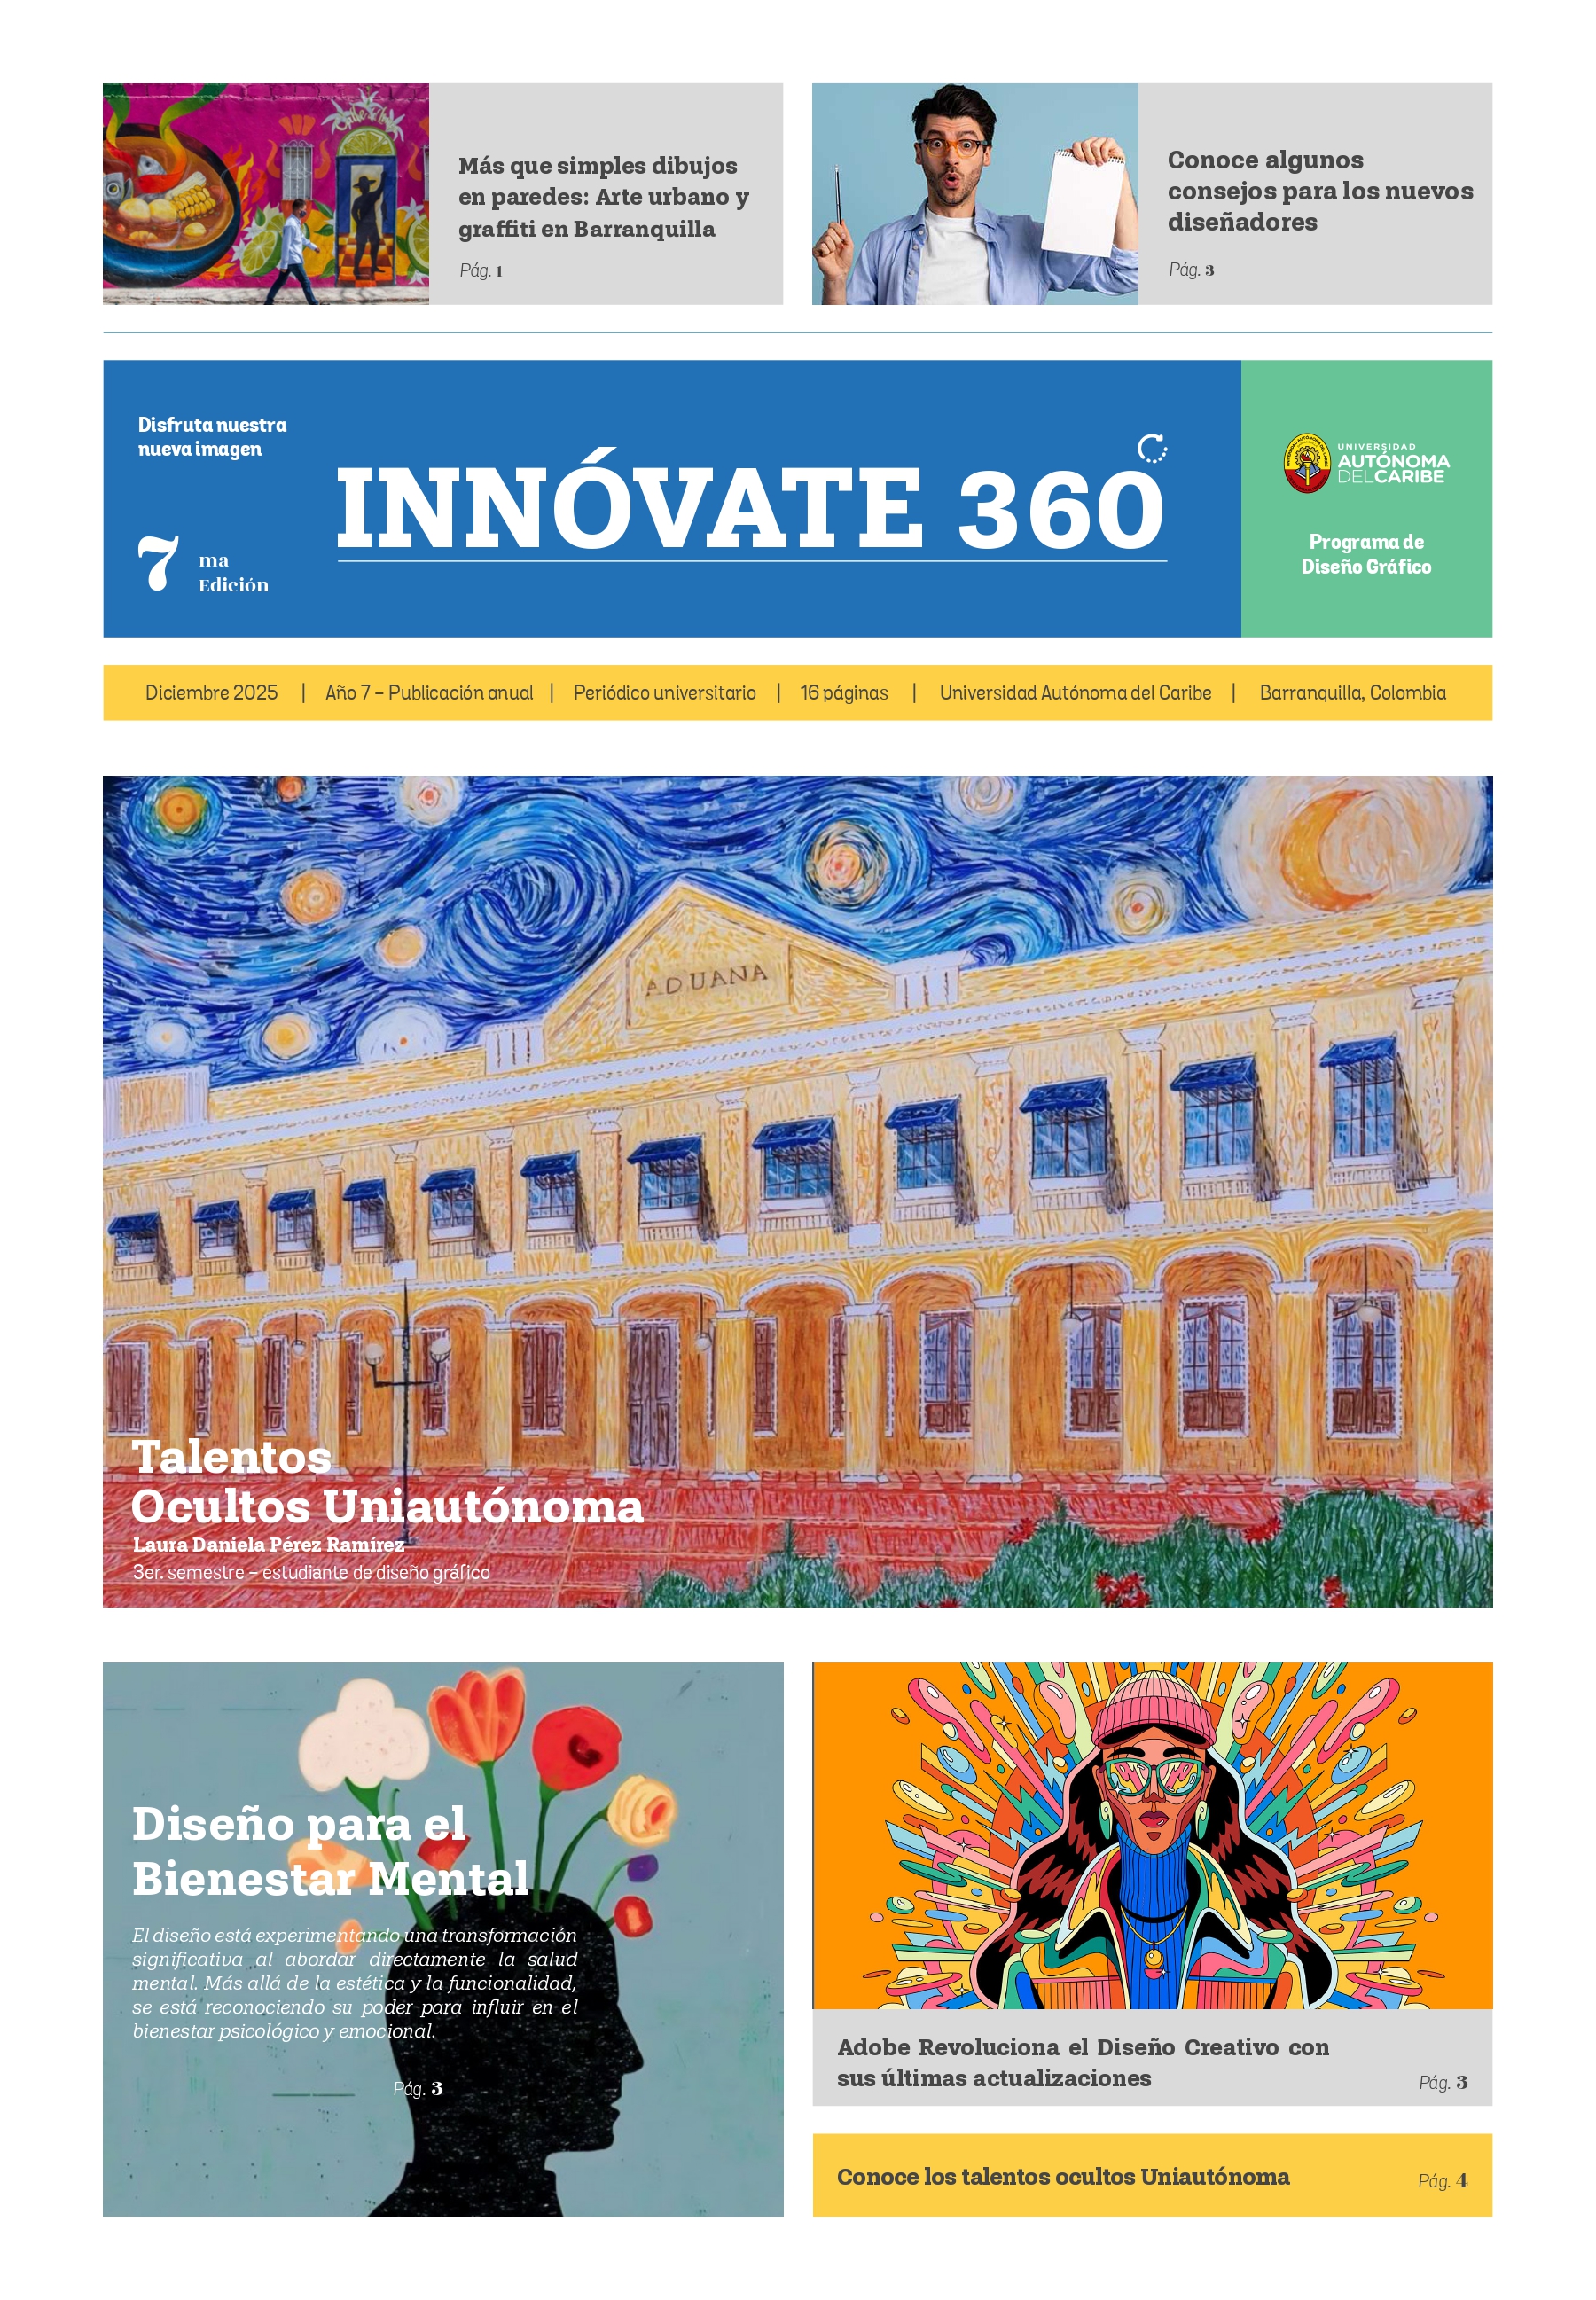 Más que simples dibujos
en paredes: Arte urbano y
graffiti en Barranquilla
Pág. 1
Conoce algunos
consejos para los nuevos
diseñadores
Pág. 3
Disfruta nuestra
nueva imagen
7 ma
Edición
INNÓVATE 360
UNIVERSIDAD
AUTÓNOMA
DEL CARIBE
Programa de
Diseño Gráfico
Diciembre 2025 | Año 7 – Publicación anual | Periódico universitario | 16 páginas | Universidad Autónoma del Caribe | Barranquilla, Colombia
ADUANA
Talentos
Ocultos Uniautónoma
Laura Daniela Pérez Ramírez
3er. semestre – estudiante de diseño gráfico
Diseño para el
Bienestar Mental
El diseño está experimentando una transformación
significativa al abordar directamente la salud
mental. Más allá de la estética y la funcionalidad,
se está reconociendo su poder para influir en el
bienestar psicológico y emocional.
Pág. 3
Adobe Revoluciona el Diseño Creativo con
sus últimas actualizaciones
Pág. 3
Conoce los talentos ocultos Uniautónoma
Pág. 4